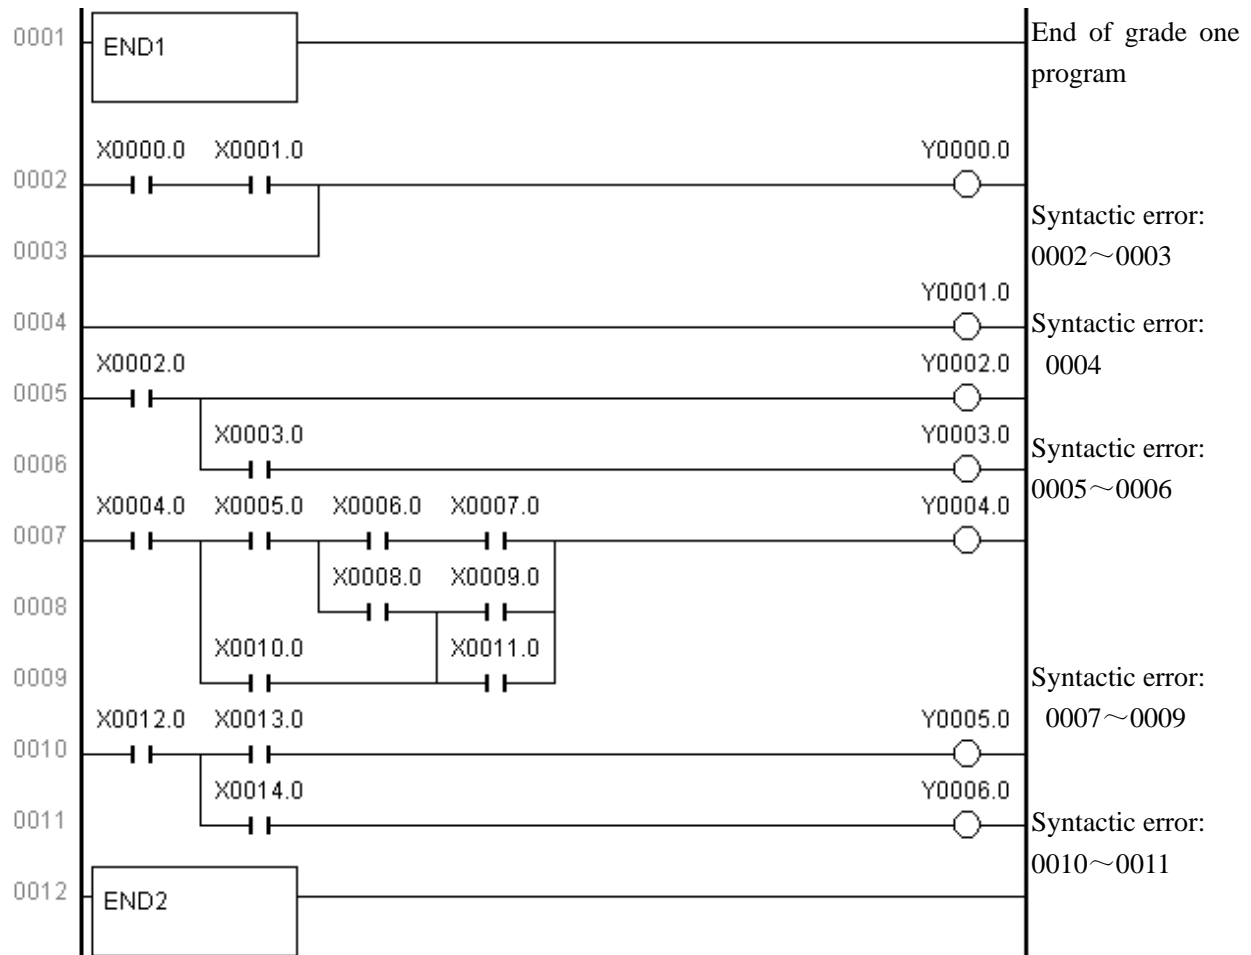 0001
END1
End of grade one
program
X0000.0 X0001.0 Y0000.0
0002
Syntactic error:
0003
0002～0003
Y0001.0
0004
Syntactic error:
X0002.0 Y0002.0
0004
0005
X0003.0 Y0003.0
Syntactic error:
0006
0005～0006
X0004.0 X0005.0 X0006.0 X0007.0 Y0004.0
0007
X0008.0 X0009.0
0008
X0010.0 X0011.0
0009
Syntactic error:
X0012.0 X0013.0 Y0005.0
0007～0009
0010
X0014.0 Y0006.0
0011
Syntactic error:
0010～0011
0012
END2